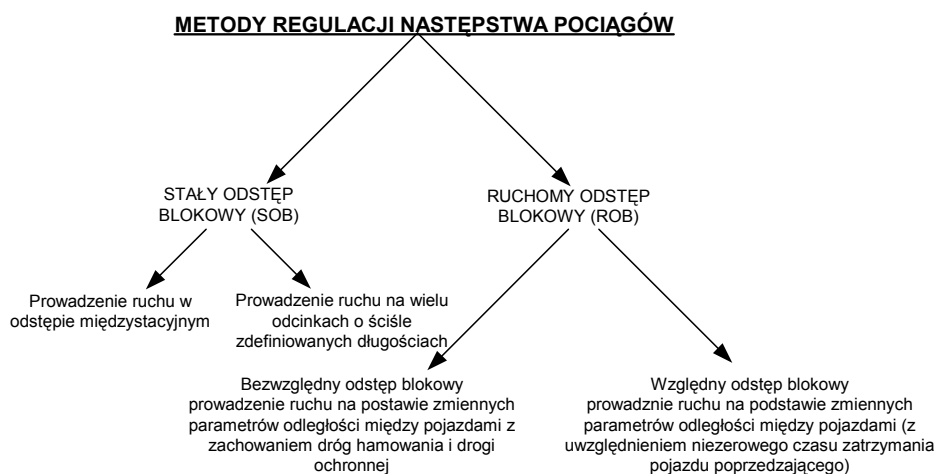 METODY REGULACJI NASTĘPSTWA POCIĄGÓW
STAŁY ODSTĘP
BLOKOWY (SOB)
RUCHOMY ODSTĘP
BLOKOWY (ROB)
Prowadzenie ruchu w
odstępie międzystacyjnym
Prowadzenie ruchu na wielu
odcinkach o ściśle
zdefiniowanych długościach
Bezwzględny odstęp blokowy
prowadzenie ruchu na postawie zmiennych
parametrów odległości między pojazdami z
zachowaniem dróg hamowania i drogi
ochronnej
Względny odstęp blokowy
prowadznie ruchu na podstawie zmiennych
parametrów odległości między pojazdami (z
uwzględnieniem niezerowego czasu zatrzymania
pojazdu poprzedzającego)